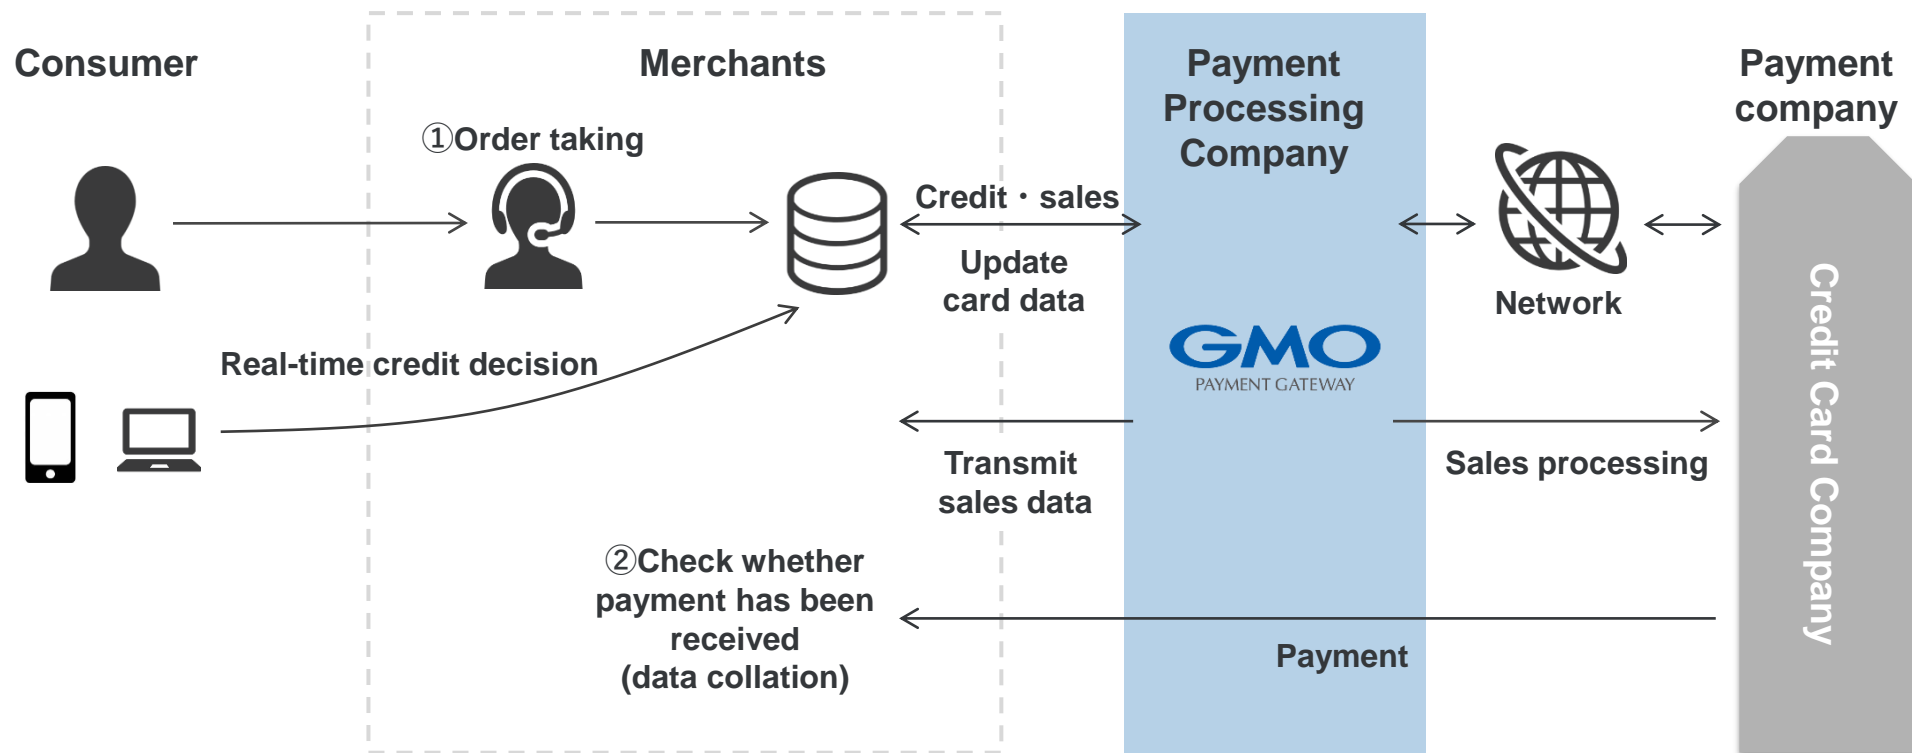 Consumer
Merchants
Payment
Processing
Company
Payment
company
①Order taking
Credit・sales
Update
card data
Network
Real-time credit decision
GMO
PAYMENT GATEWAY
Transmit
sales data
Sales processing
②Check whether
payment has been
received
(data collation)
Payment
Credit Card Company